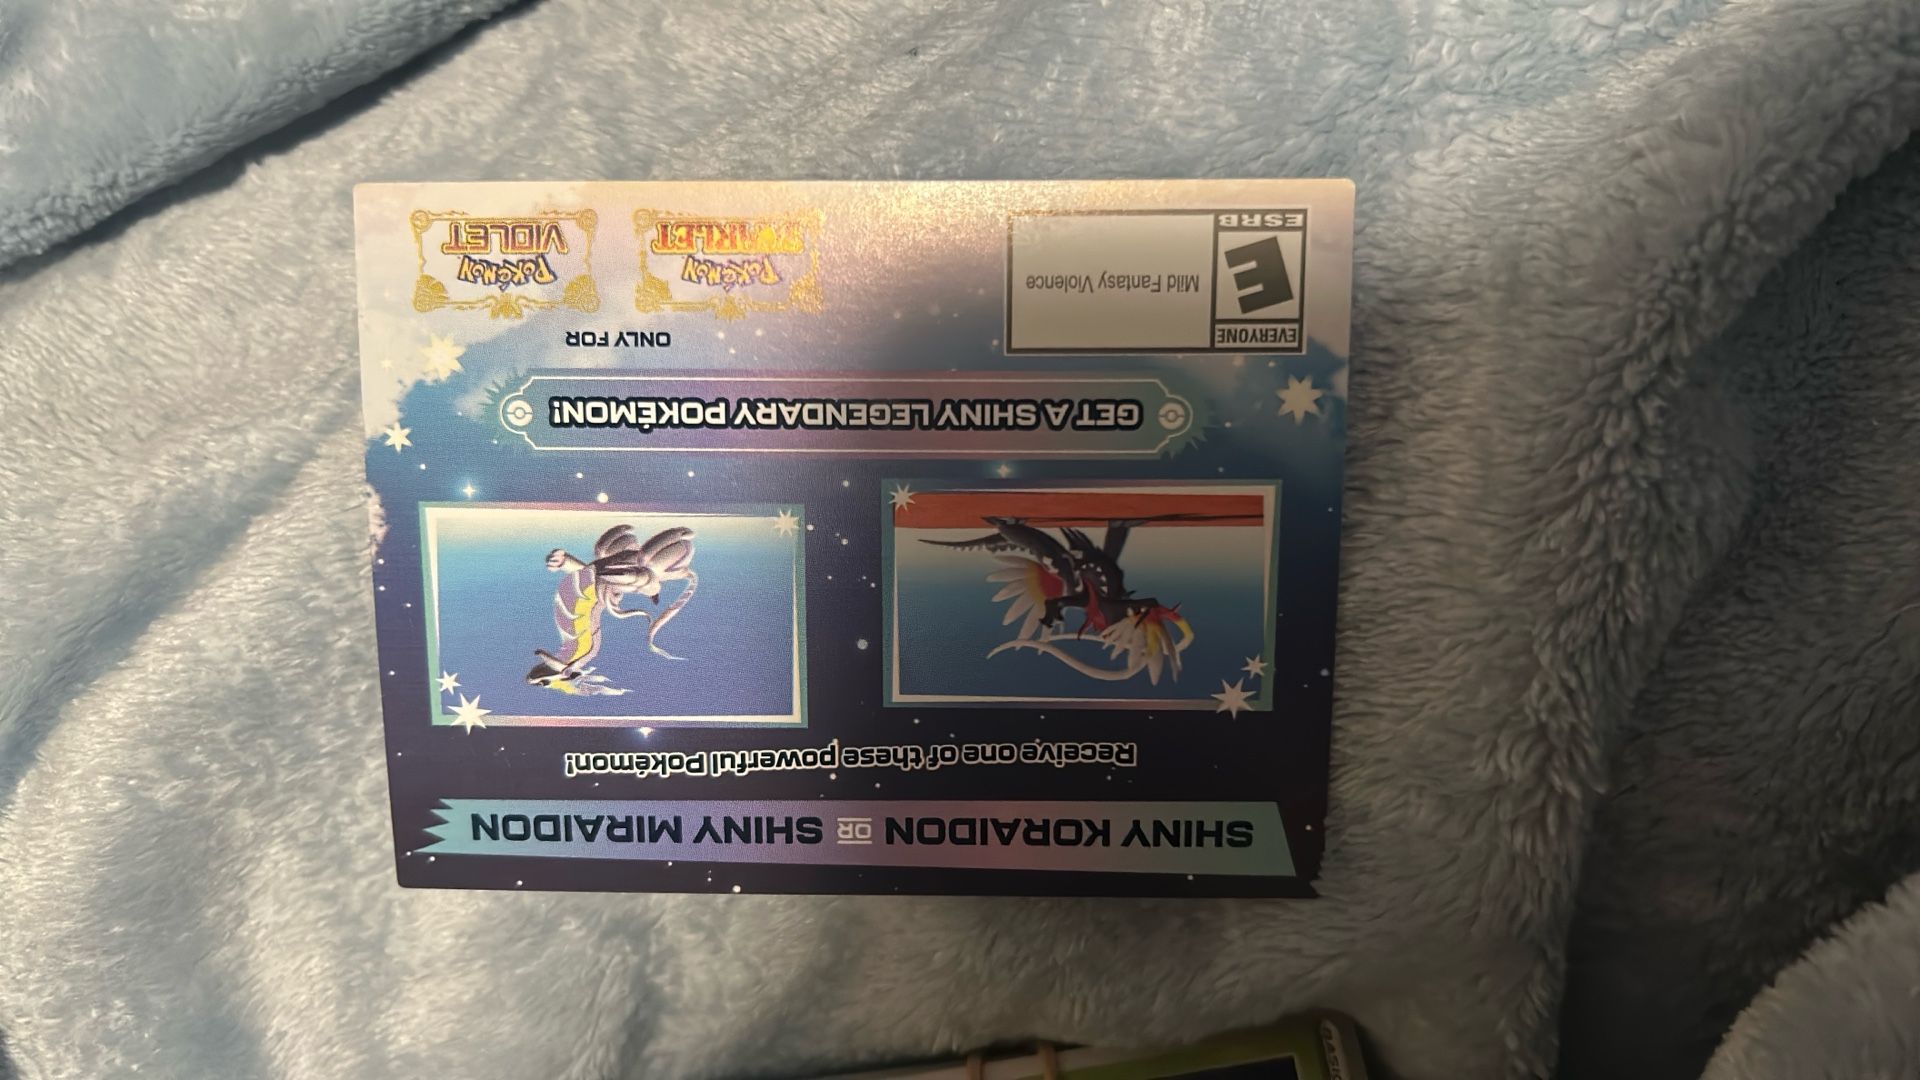 SHINY KORAIDON OR SHINY MIRAIDON
Receive one of these powerful Pokémon!
GET A SHINY LEGENDARY POKÉMON!
EVERYONE
E
ESRB
Mild Fantasy Violence
ONLY FOR
POKÉMON
SCARLET
POKÉMON
VIOLET
BASIC